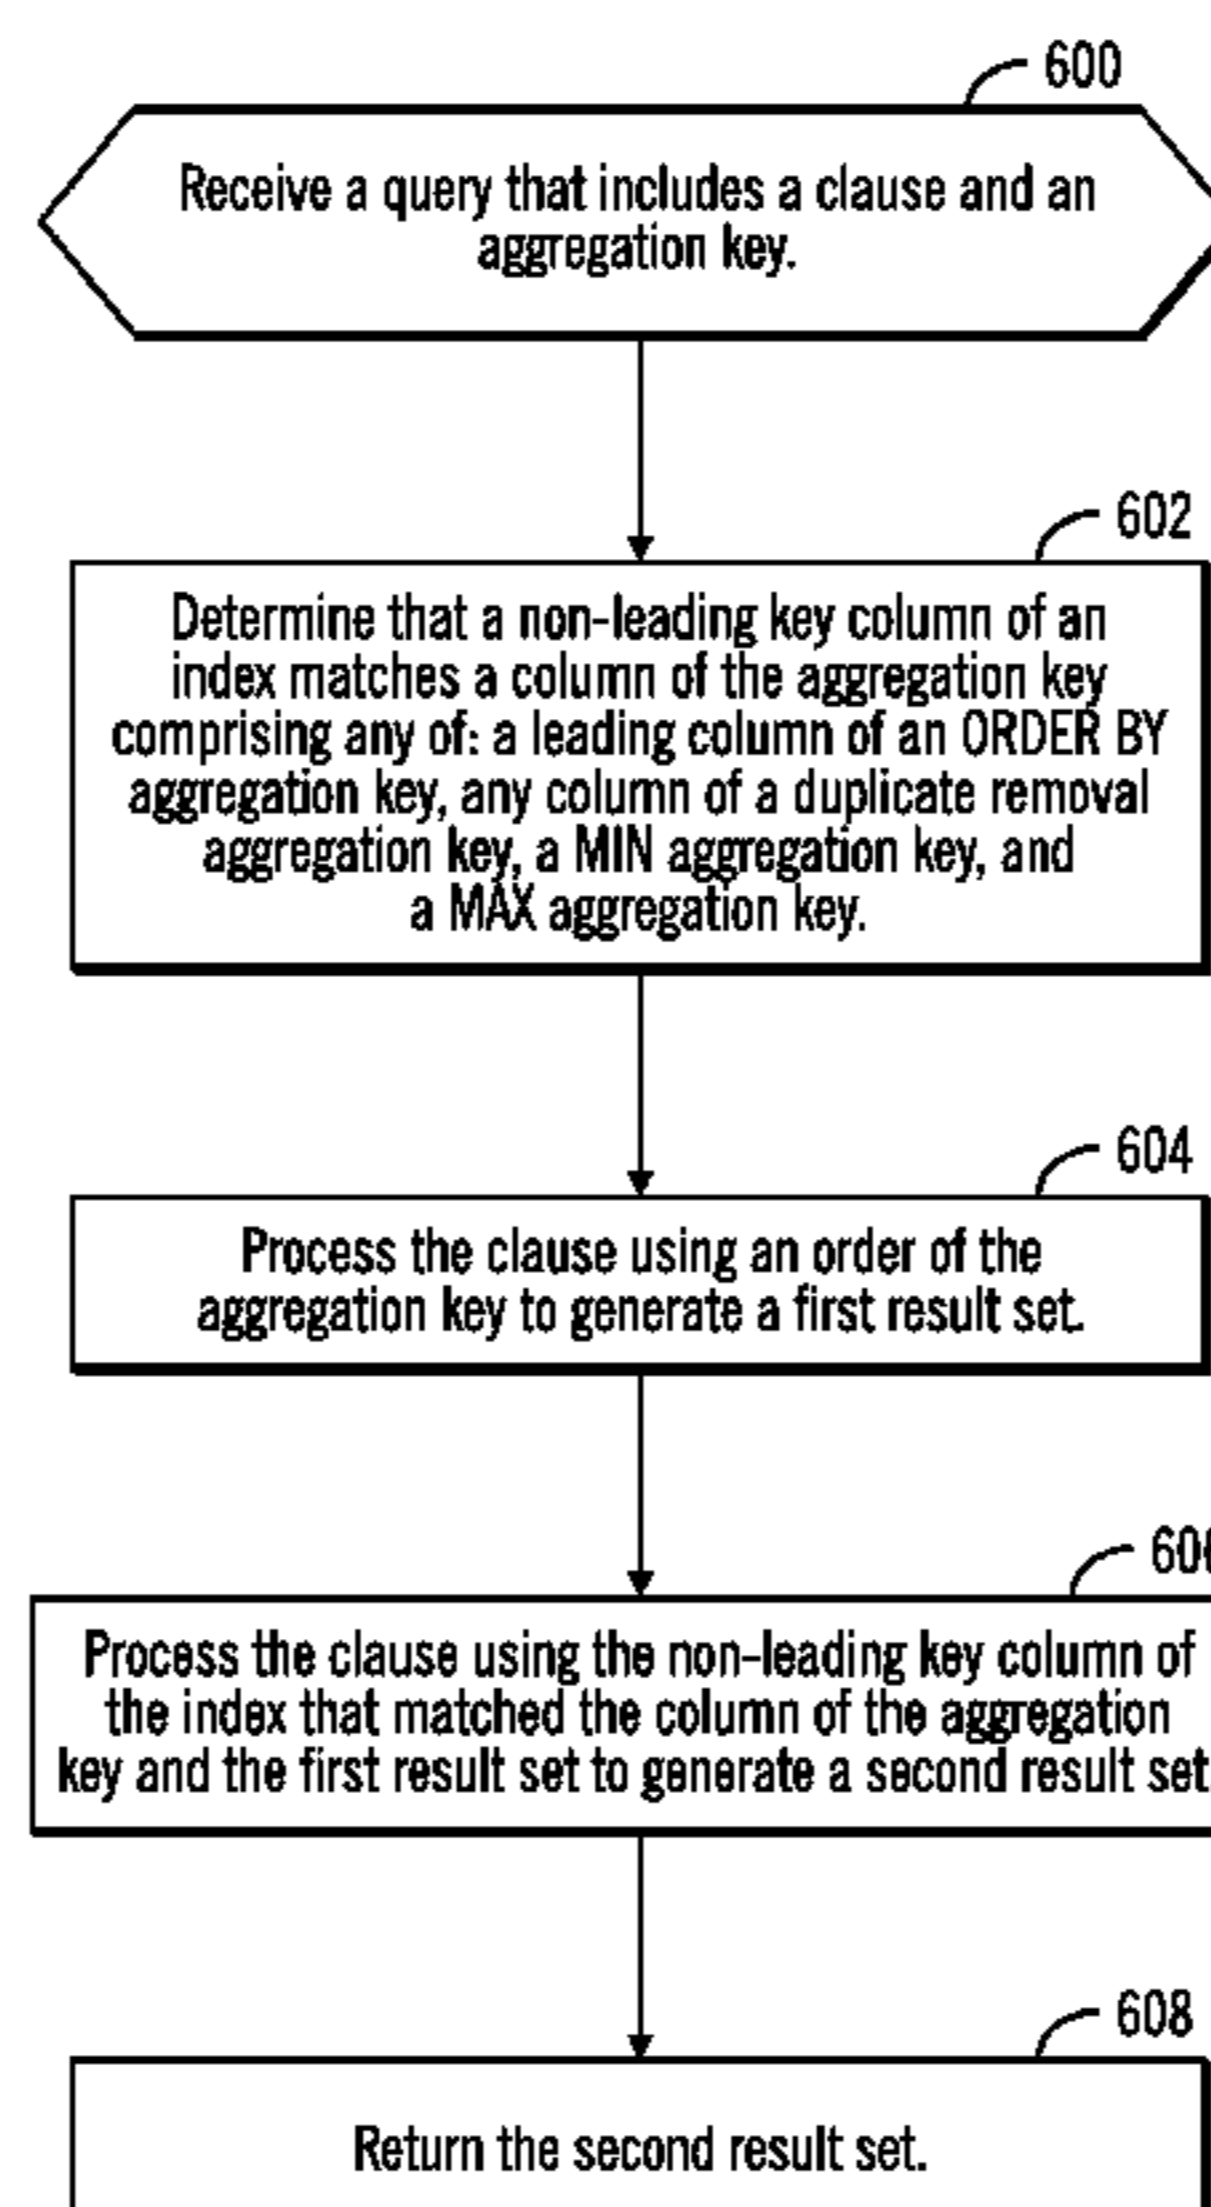 600
Receive a query that includes a clause and an
aggregation key.
602
Determine that a non-leading key column of an
index matches a column of the aggregation key
comprising any of: a leading column of an ORDER BY
aggregation key, any column of a duplicate removal
aggregation key, a MIN aggregation key, and
a MAX aggregation key.
604
Process the clause using an order of the
aggregation key to generate a first result set.
606
Process the clause using the non-leading key column of
the index that matched the column of the aggregation
key and the first result set to generate a second result set.
608
Return the second result set.